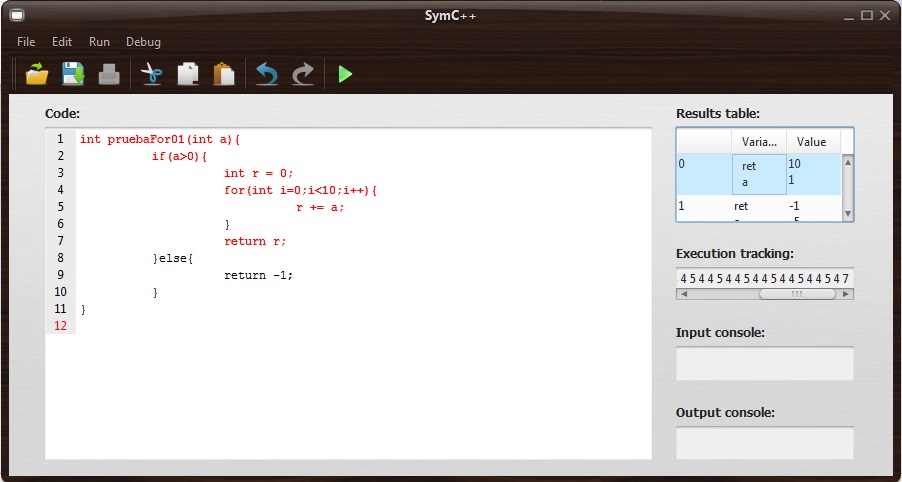 SymC++
File Edit Run Debug
Code:
1 int pruebaFor01(int a){
2 if(a>0){
3 int r = 0;
4 for(int i=0;i<10;i++){
5 r += a;
6 }
7 return r;
8 }else{
9 return -1;
10 }
11 }
12
Results table:
Varia... Value
0 ret 10
a 1
1 ret -1
Execution tracking:
4 5 4 4 5 4 4 5 4 4 5 4 4 5 4 4 5 4 7
Input console:
Output console: